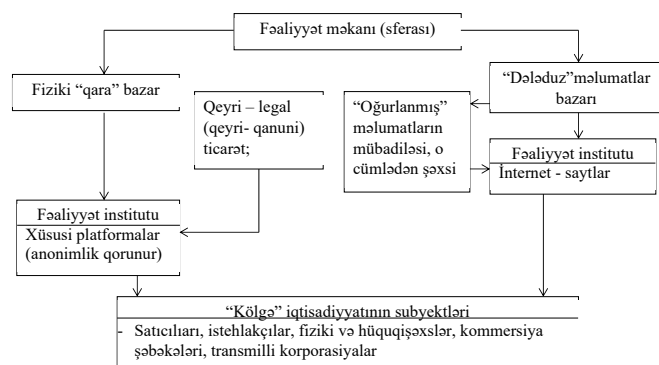 Fəaliyyət məkanı (sferası)
Fiziki “qara” bazar
“Dələduz”məlumatlar
bazarı
Qeyri – legal
(qeyri- qanuni)
ticarət;
“Oğurlanmış”
məlumatların
mübadiləsi, o
cümlədən şəxsi
Fəaliyyət institutu
İnternet - saytlar
Fəaliyyət institutu
Xüsusi platformalar
(anonimlik qorunur)
“Kölgə” iqtisadiyyatının subyektləri
- Satıcılıarı, istehlakçılar, fiziki və hüquqişəxslər, kommersiya
şəbəkələri, transmilli korporasiyalar